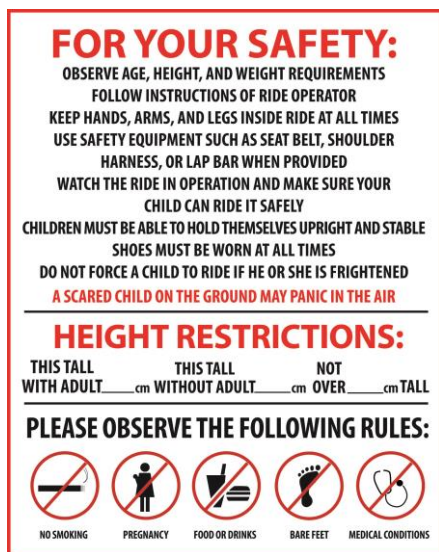 FOR YOUR SAFETY:
OBSERVE AGE, HEIGHT, AND WEIGHT REQUIREMENTS
FOLLOW INSTRUCTIONS OF RIDE OPERATOR
KEEP HANDS, ARMS, AND LEGS INSIDE RIDE AT ALL TIMES
USE SAFETY EQUIPMENT SUCH AS SEAT BELT, SHOULDER
HARNESS, OR LAP BAR WHEN PROVIDED
WATCH THE RIDE IN OPERATION AND MAKE SURE YOUR
CHILD CAN RIDE IT SAFELY
CHILDREN MUST BE ABLE TO HOLD THEMSELVES UPRIGHT AND STABLE
SHOES MUST BE WORN AT ALL TIMES
DO NOT FORCE A CHILD TO RIDE IF HE OR SHE IS FRIGHTENED
A SCARED CHILD ON THE GROUND MAY PANIC IN THE AIR
HEIGHT RESTRICTIONS:
THIS TALL THIS TALL NOT
WITH ADULT____cm WITHOUT ADULT____cm OVER____cm TALL
PLEASE OBSERVE THE FOLLOWING RULES:
NO SMOKING PREGNANCY FOOD OR DRINKS BARE FEET MEDICAL CONDITIONS